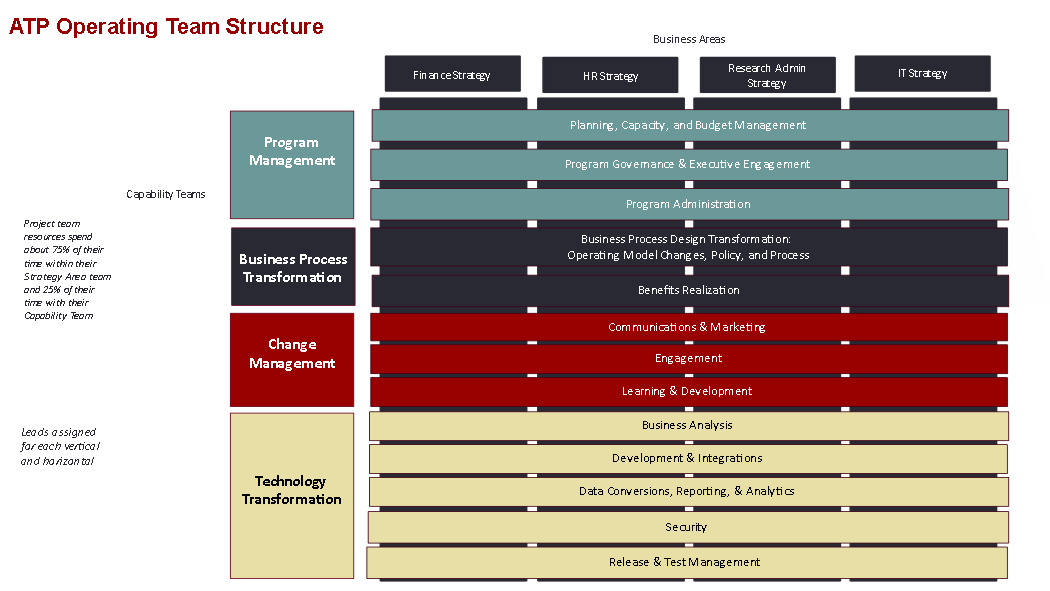 ATP Operating Team Structure
Business Areas
Finance Strategy
HR Strategy
Research Admin
Strategy
IT Strategy
Program
Management
Planning, Capacity, and Budget Management
Program Governance & Executive Engagement
Program Administration
Capability Teams
Project team
resources spend
about 75% of their
time within their
Strategy Area team
and 25% of their
time with their
Capability Team
Business Process
Transformation
Business Process Design Transformation:
Operating Model Changes, Policy, and Process
Benefits Realization
Change
Management
Communications & Marketing
Engagement
Learning & Development
Leads assigned
for each vertical
and horizontal
Technology
Transformation
Business Analysis
Development & Integrations
Data Conversions, Reporting, & Analytics
Security
Release & Test Management